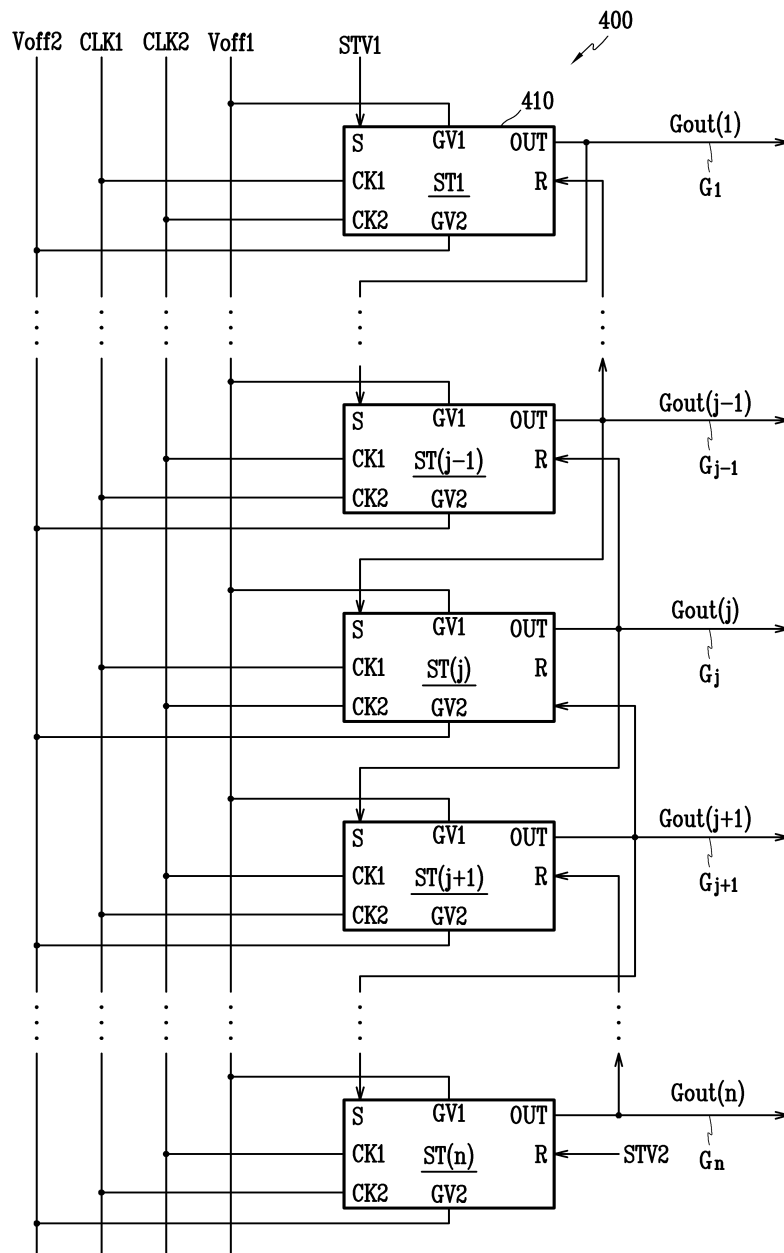 400
Voff2 CLK1 CLK2 Voff1 STV1
410
S GV1 OUT Gout(1)
CK1 ST1 R G1
CK2 GV2
S GV1 OUT Gout(j-1)
CK1 ST(j-1) R Gj-1
CK2 GV2
S GV1 OUT Gout(j)
CK1 ST(j) R Gj
CK2 GV2
S GV1 OUT Gout(j+1)
CK1 ST(j+1) R Gj+1
CK2 GV2
S GV1 OUT Gout(n)
CK1 ST(n) R STV2 Gn
CK2 GV2